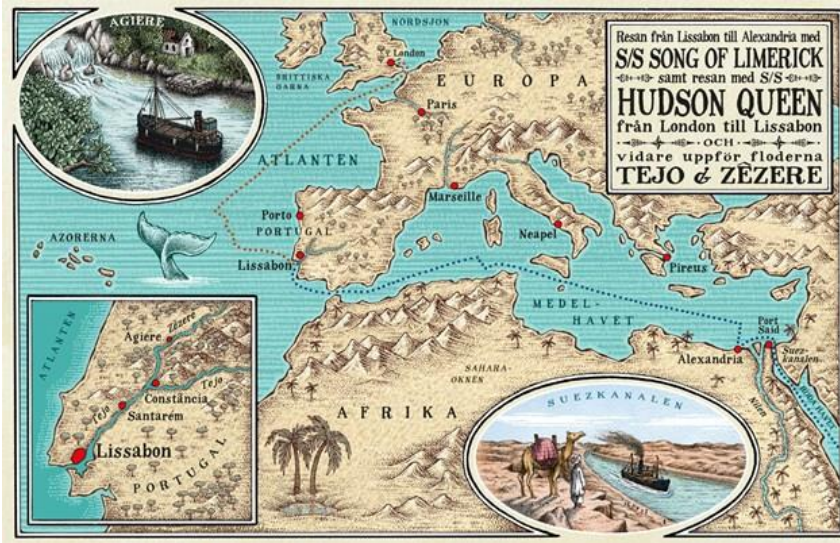 AGIERE
NORDSJÖN
London
BRITTISKA
ÖARNA
EUROPA
Paris
ATLANTEN
Marseille
Porto
PORTUGAL
Neapel
AZORERNA
Lissabon
Pireus
MEDEL-
HAVET
Port
Said
Alexandria
Suez-
kanalen
SAHARA-
ÖKNEN
Nilen
AFRIKA
Resan från Lissabon till Alexandria med
S/S SONG OF LIMERICK
samt resan med S/S
HUDSON QUEEN
från London till Lissabon
OCH
vidare uppför floderna
TEJO & ZÊZERE
ATLANTEN
Zêzere
Agiere
Tejo
Constância
Tejo
Santarém
Lissabon
PORTUGAL
SUEZKANALEN